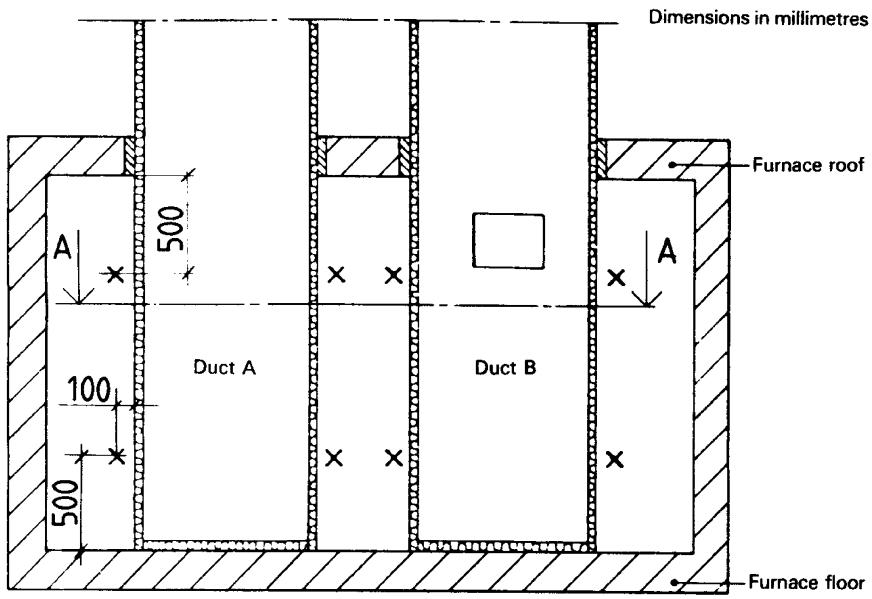 Dimensions in millimetres
Furnace roof
500
A A
Duct A Duct B
100
500
Furnace floor